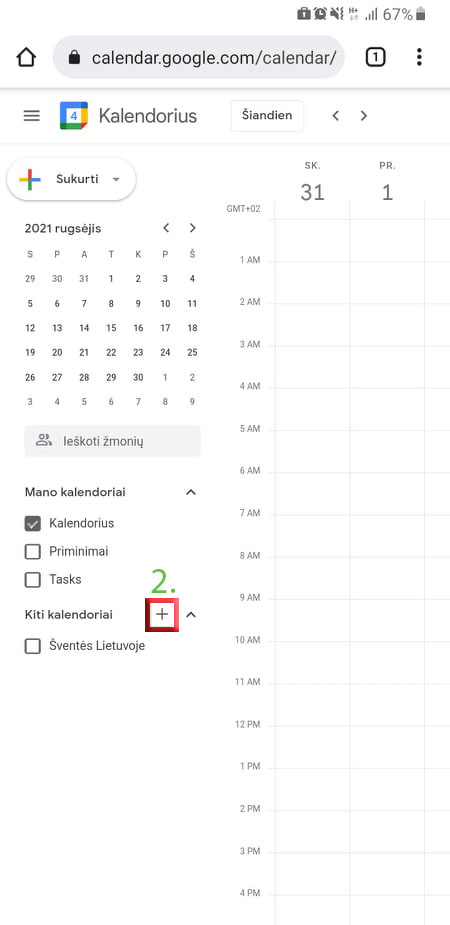 H+ 67%
calendar.google.com/calendar/ 1
4 Kalendorius Šiandien
Sukurti
SK. PR.
31 1
GMT+02
2021 rugsėjis
S P A T K P Š
29 30 31 1 2 3 4
5 6 7 8 9 10 11
12 13 14 15 16 17 18
19 20 21 22 23 24 25
26 27 28 29 30 1 2
3 4 5 6 7 8 9
Ieškoti žmonių
Mano kalendoriai
Kalendorius
Priminimai
Tasks
2.
Kiti kalendoriai +
Šventės Lietuvoje
1 AM
2 AM
3 AM
4 AM
5 AM
6 AM
7 AM
8 AM
9 AM
10 AM
11 AM
12 PM
1 PM
2 PM
3 PM
4 PM